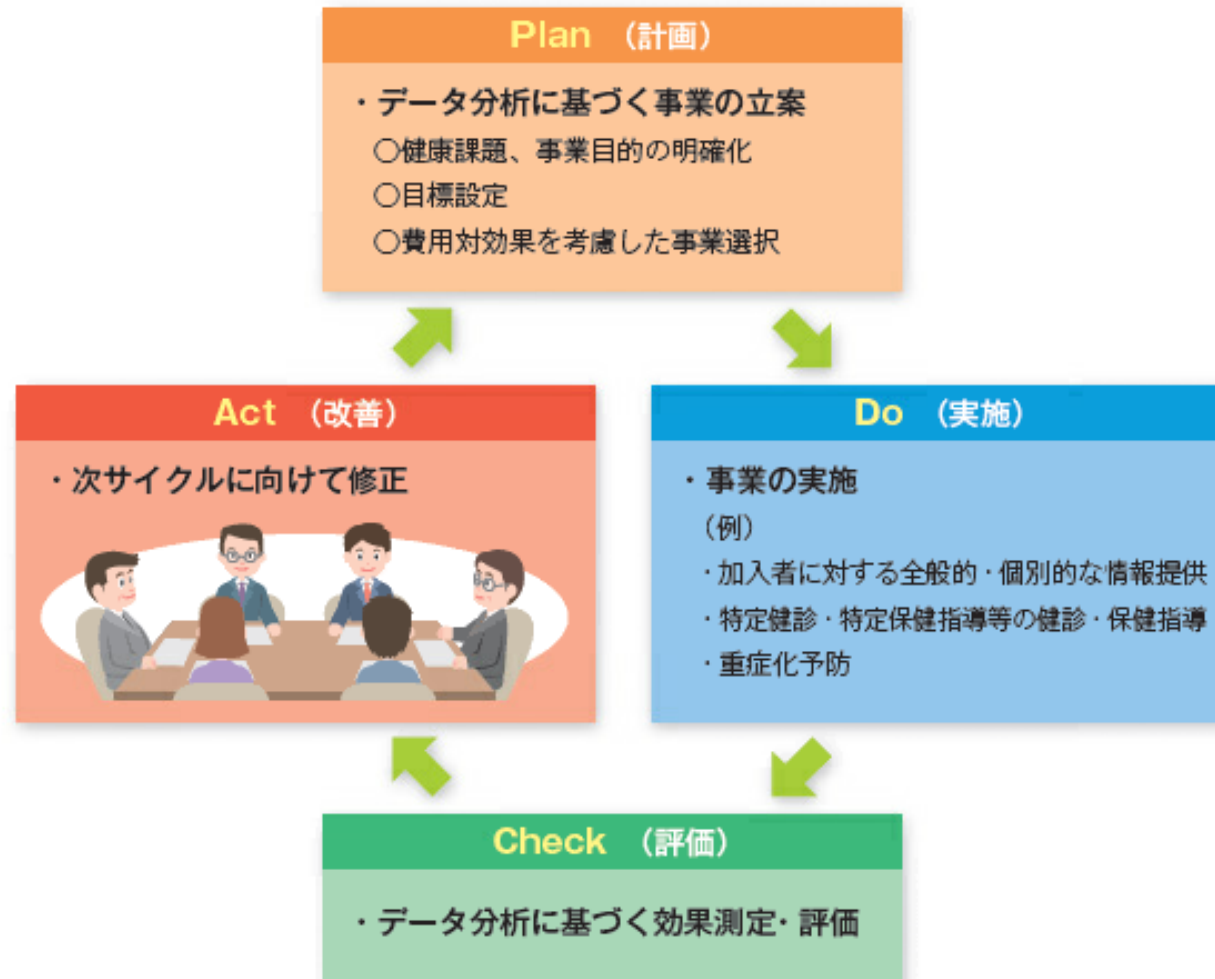 Plan （計画）
・データ分析に基づく事業の立案
○健康課題、事業目的の明確化
○目標設定
○費用対効果を考慮した事業選択
Do （実施）
・事業の実施
（例）
・加入者に対する全般的・個別的な情報提供
・特定健診・特定保健指導等の健診・保健指導
・重症化予防
Check （評価）
・データ分析に基づく効果測定・評価
Act （改善）
・次サイクルに向けて修正